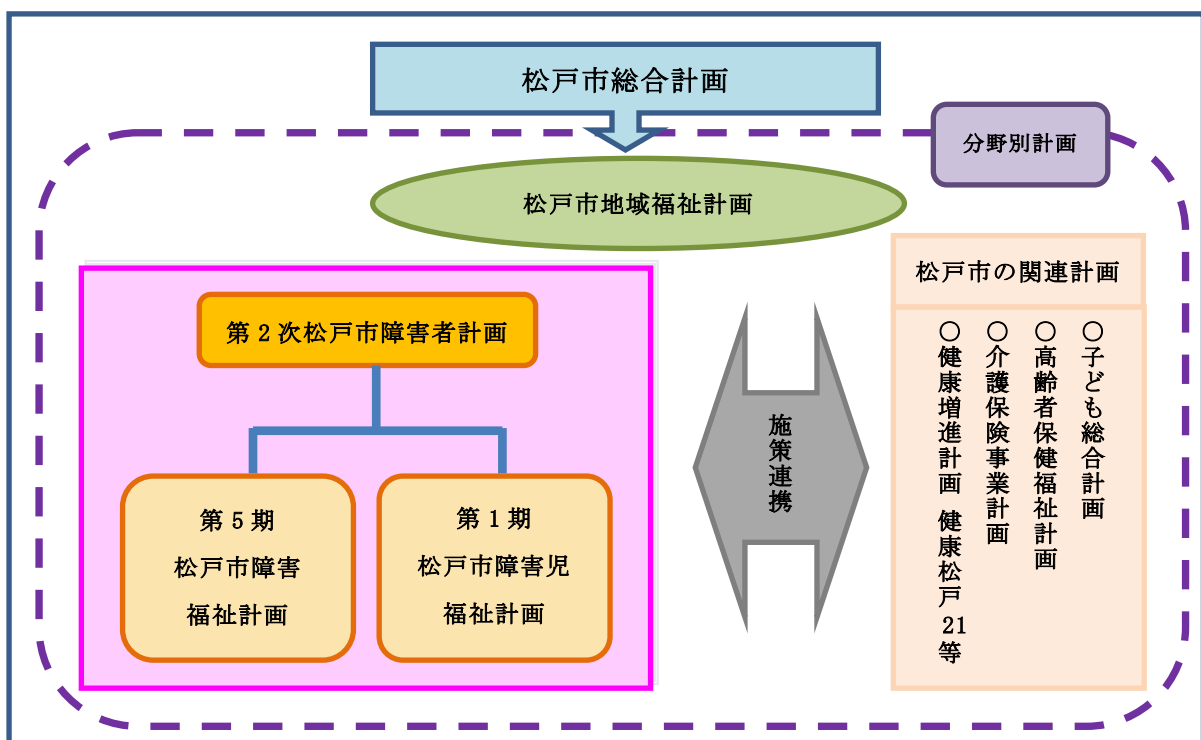 松戸市総合計画
分野別計画
松戸市地域福祉計画
第2次松戸市障害者計画
第5期
松戸市障害
福祉計画
第1期
松戸市障害児
福祉計画
施策連携
松戸市の関連計画
○子ども総合計画
○高齢者保健福祉計画
○介護保険事業計画
○健康増進計画 健康松戸21等